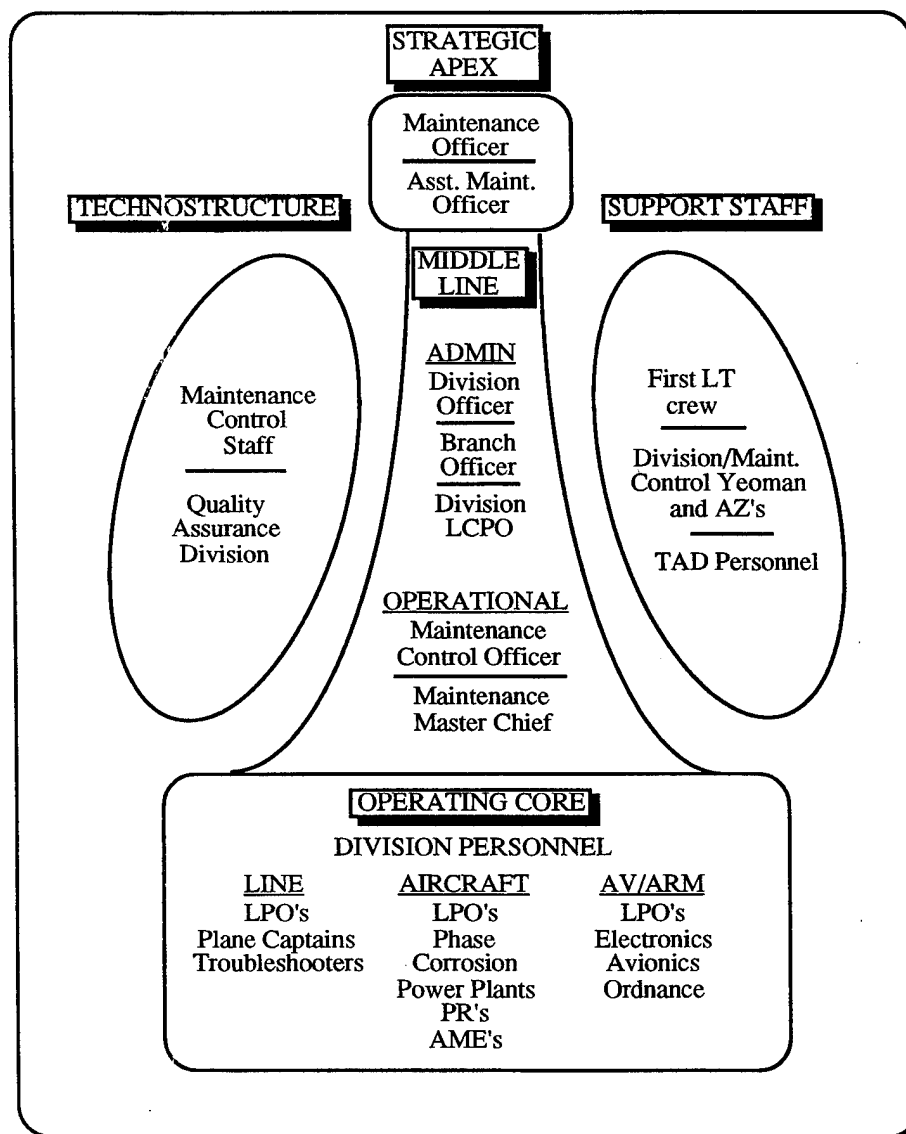 STRATEGIC
APEX
Maintenance
Officer
Asst. Maint.
Officer
TECHNOSTRUCTURE
SUPPORT STAFF
MIDDLE
LINE
Maintenance
Control
Staff
Quality
Assurance
Division
ADMIN
Division
Officer
Branch
Officer
Division
LCPO
OPERATIONAL
Maintenance
Control Officer
Maintenance
Master Chief
First LT
crew
Division/Maint.
Control Yeoman
and AZ's
TAD Personnel
OPERATING CORE
DIVISION PERSONNEL
LINE
LPO's
Plane Captains
Troubleshooters
AIRCRAFT
LPO's
Phase
Corrosion
Power Plants
PR's
AME's
AV/ARM
LPO's
Electronics
Avionics
Ordnance